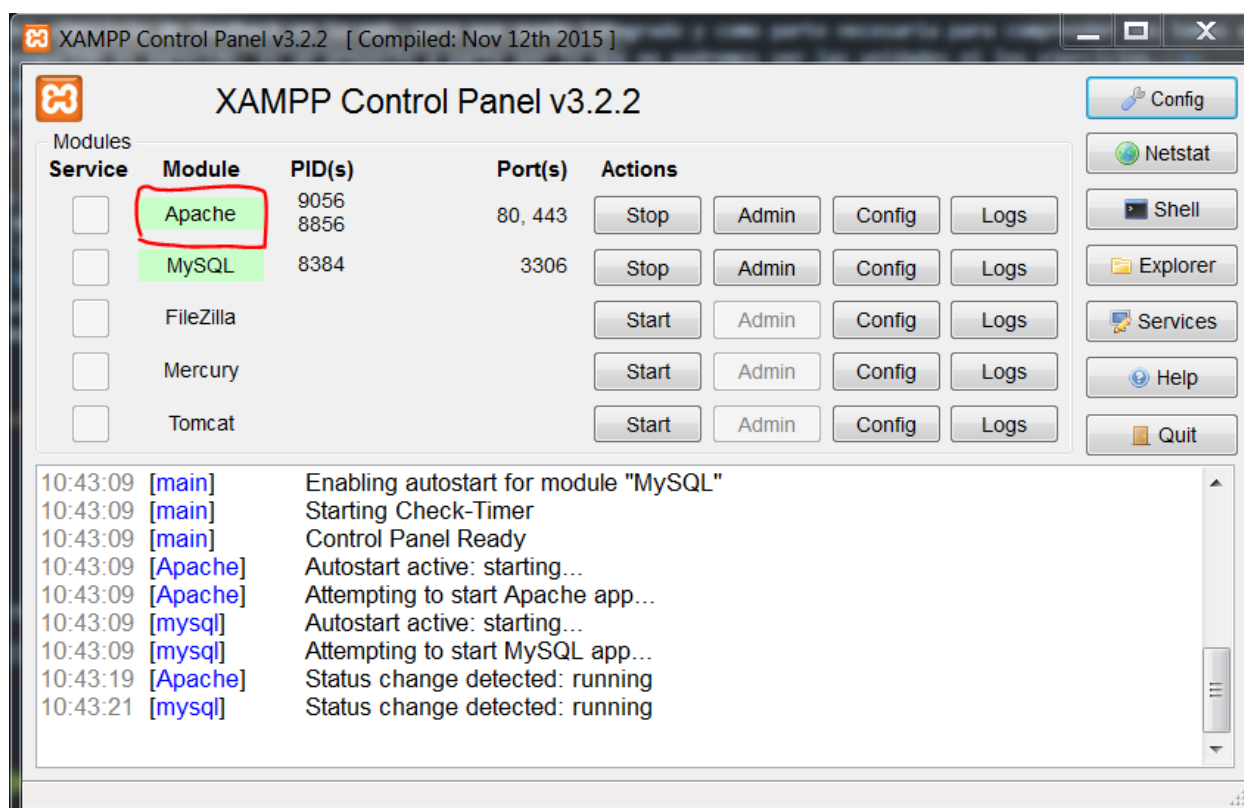 XAMPP Control Panel v3.2.2 [ Compiled: Nov 12th 2015 ]
XAMPP Control Panel v3.2.2
Config
Modules
Netstat
Service Module PID(s) Port(s) Actions
Apache 9056 8856 80, 443 Stop Admin Config Logs
Shell
MySQL 8384 3306 Stop Admin Config Logs
Explorer
FileZilla Start Admin Config Logs
Services
Mercury Start Admin Config Logs
Help
Tomcat Start Admin Config Logs
Quit
10:43:09 [main] Enabling autostart for module "MySQL"
10:43:09 [main] Starting Check-Timer
10:43:09 [main] Control Panel Ready
10:43:09 [Apache] Autostart active: starting...
10:43:09 [Apache] Attempting to start Apache app...
10:43:09 [mysql] Autostart active: starting...
10:43:09 [mysql] Attempting to start MySQL app...
10:43:19 [Apache] Status change detected: running
10:43:21 [mysql] Status change detected: running